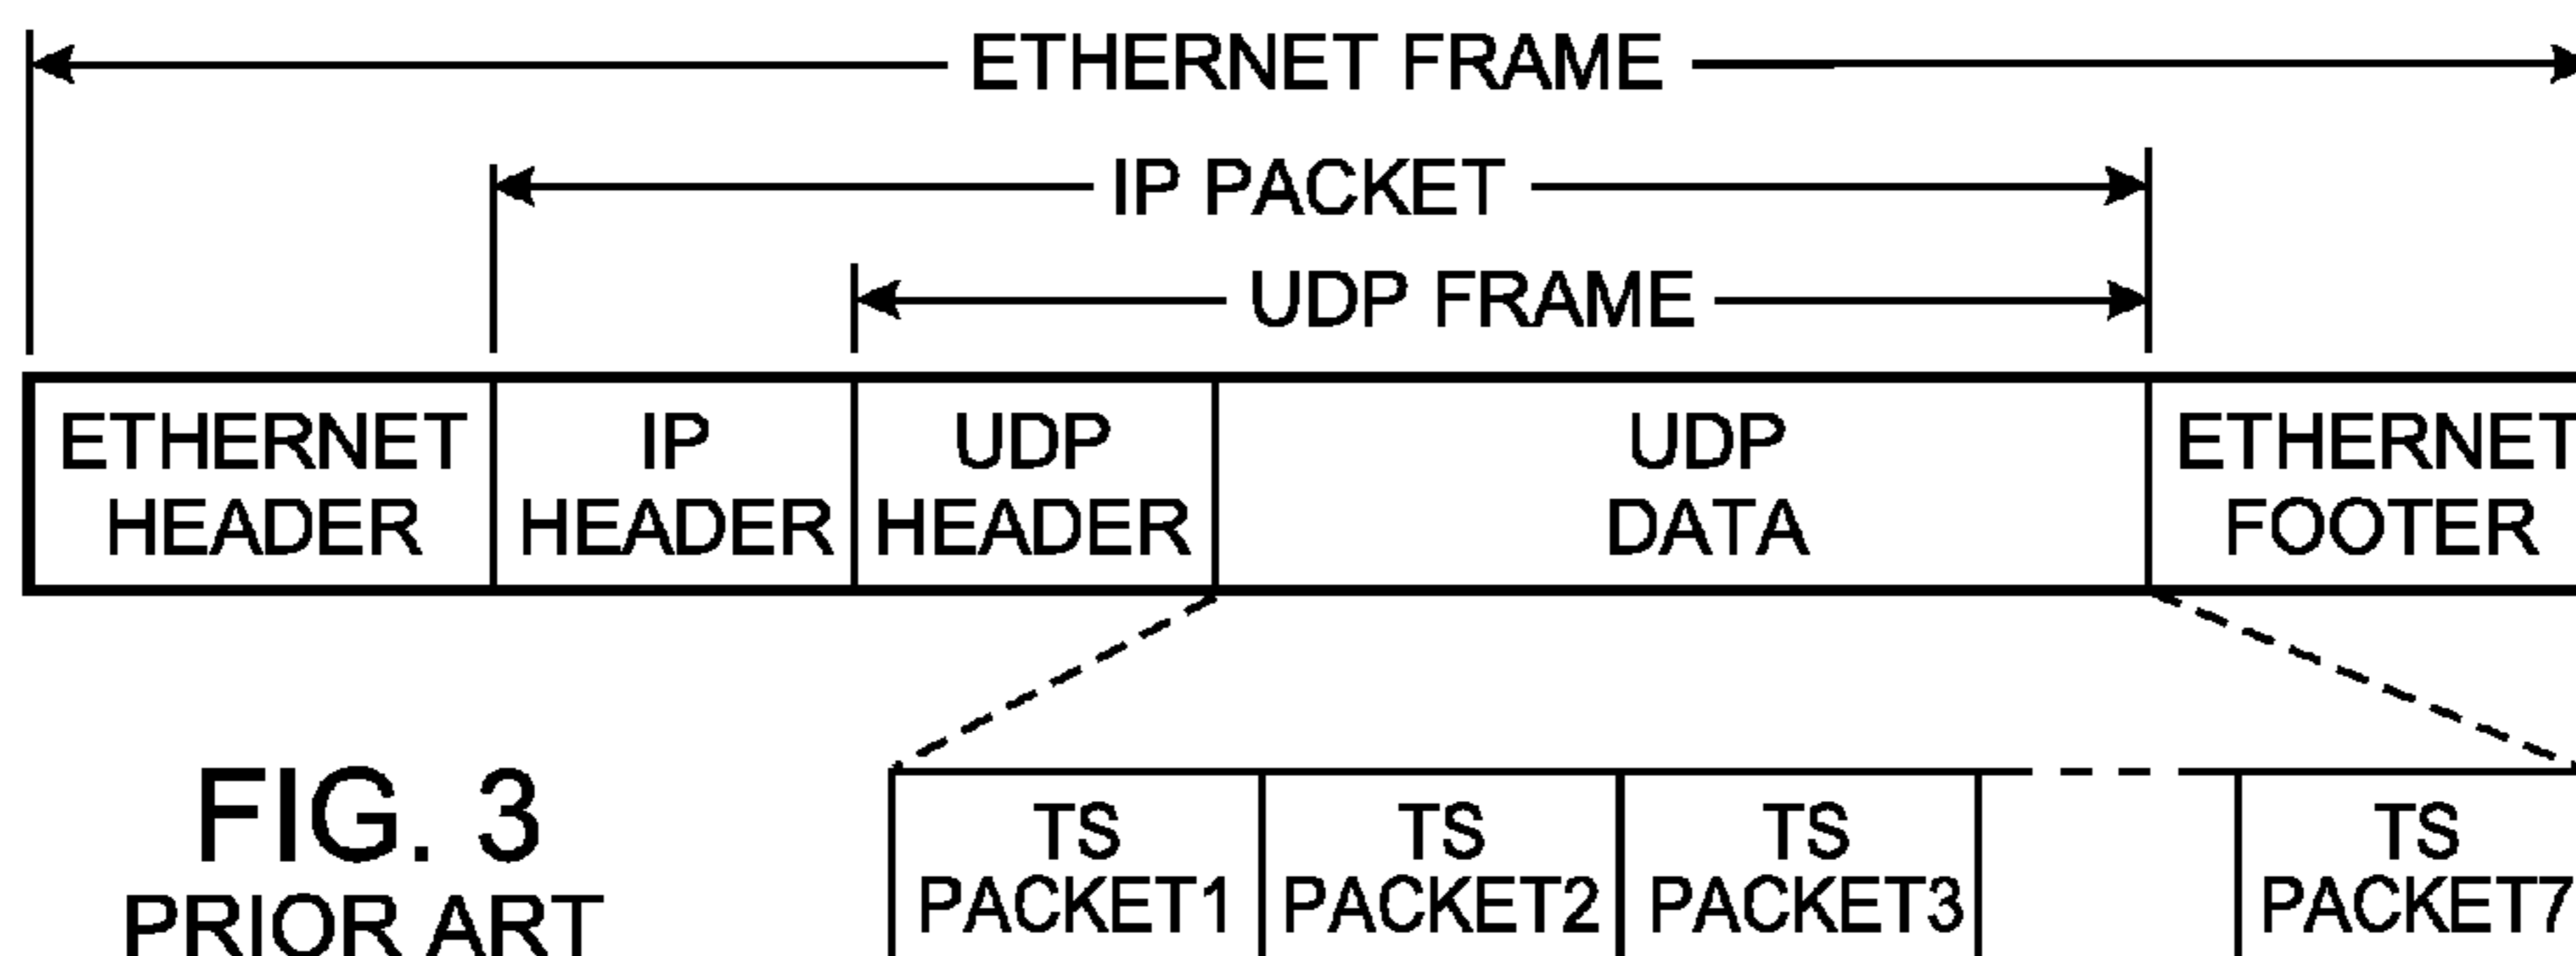 ETHERNET FRAME
IP PACKET
UDP FRAME
ETHERNET HEADER
IP HEADER
UDP HEADER
UDP DATA
ETHERNET FOOTER
TS PACKET1
TS PACKET2
TS PACKET3
TS PACKET7
FIG. 3
PRIOR ART